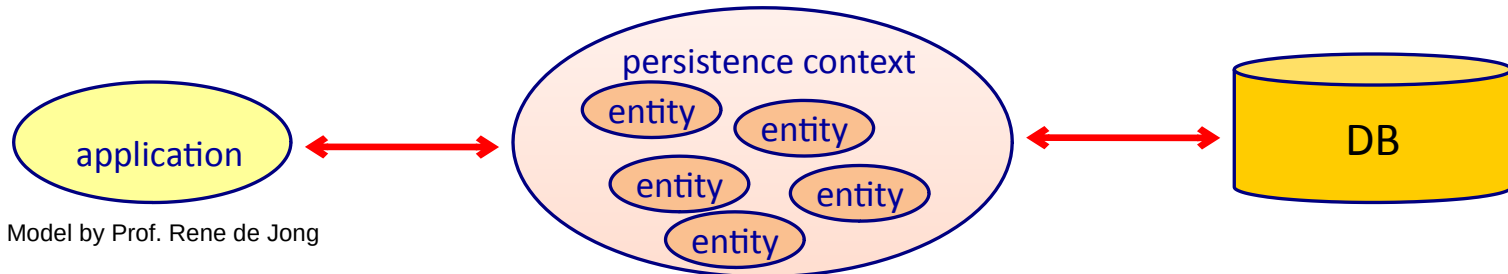 persistence context
entity
entity
application
DB
entity
entity
entity
Model by Prof. Rene de Jong